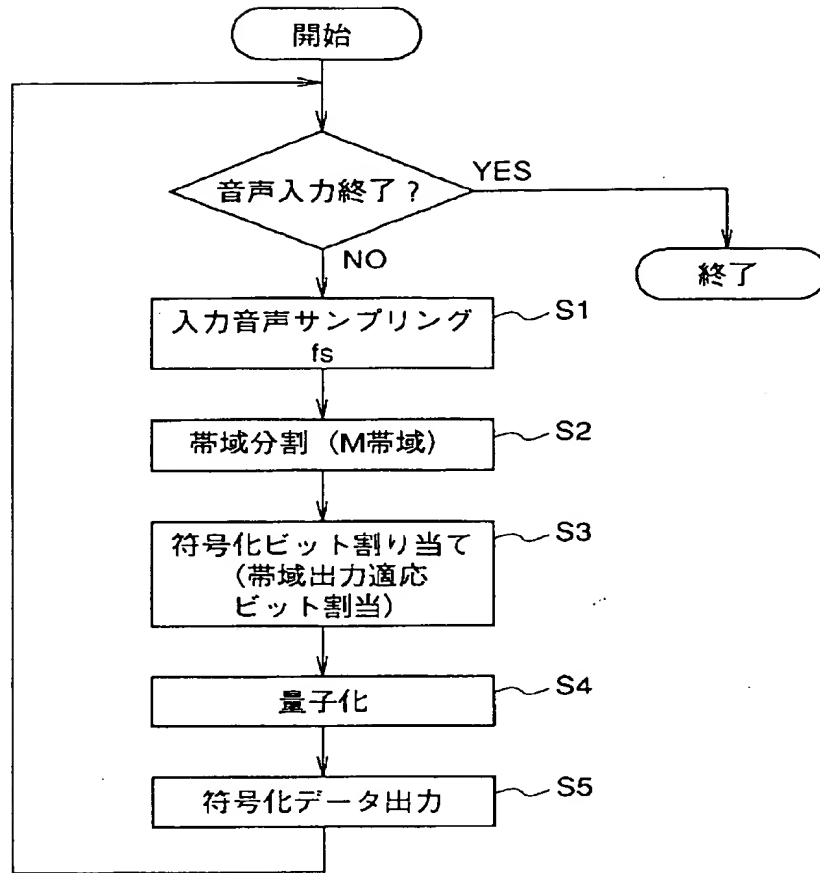 開始
音声入力終了？
YES
終了
NO
入力音声サンプリング
fs
S1
帯域分割（M帯域）
S2
符号化ビット割り当て
（帯域出力適応
ビット割当）
S3
量子化
S4
符号化データ出力
S5